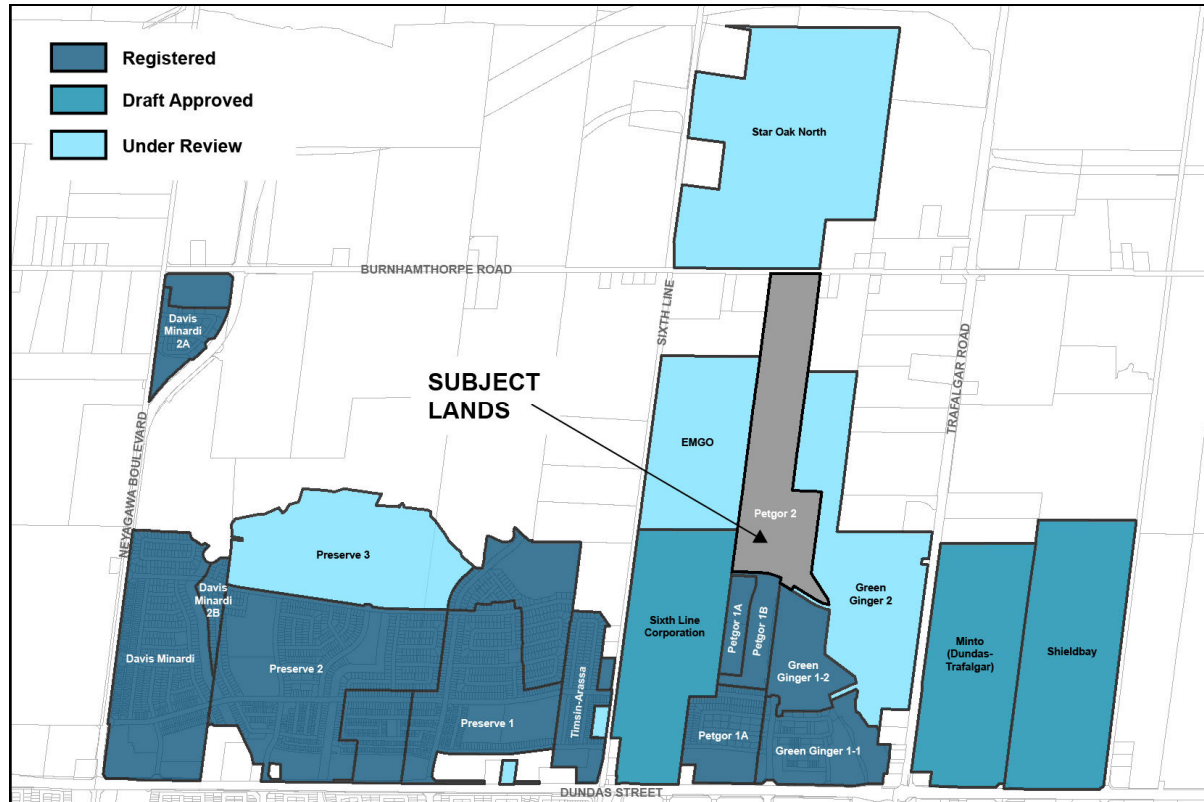 Registered
Draft Approved
Under Review
Star Oak North
BURNHAMTHORPE ROAD
SIXTH LINE
Davis
Minardi
2A
TRAFALGAR ROAD
SUBJECT
LANDS
NEYAGAWA BOULEVARD
EMGO
Petgor 2
Preserve 3
Davis
Minardi
2B
Green
Ginger 2
Sixth Line
Corporation
Petgor 1A
Petgor 1B
Davis Minardi
Preserve 2
Minto
(Dundas-
Trafalgar)
Shieldbay
Green
Ginger 1-2
Timsin-Arassa
Preserve 1
Petgor 1A
Green Ginger 1-1
DUNDAS STREET